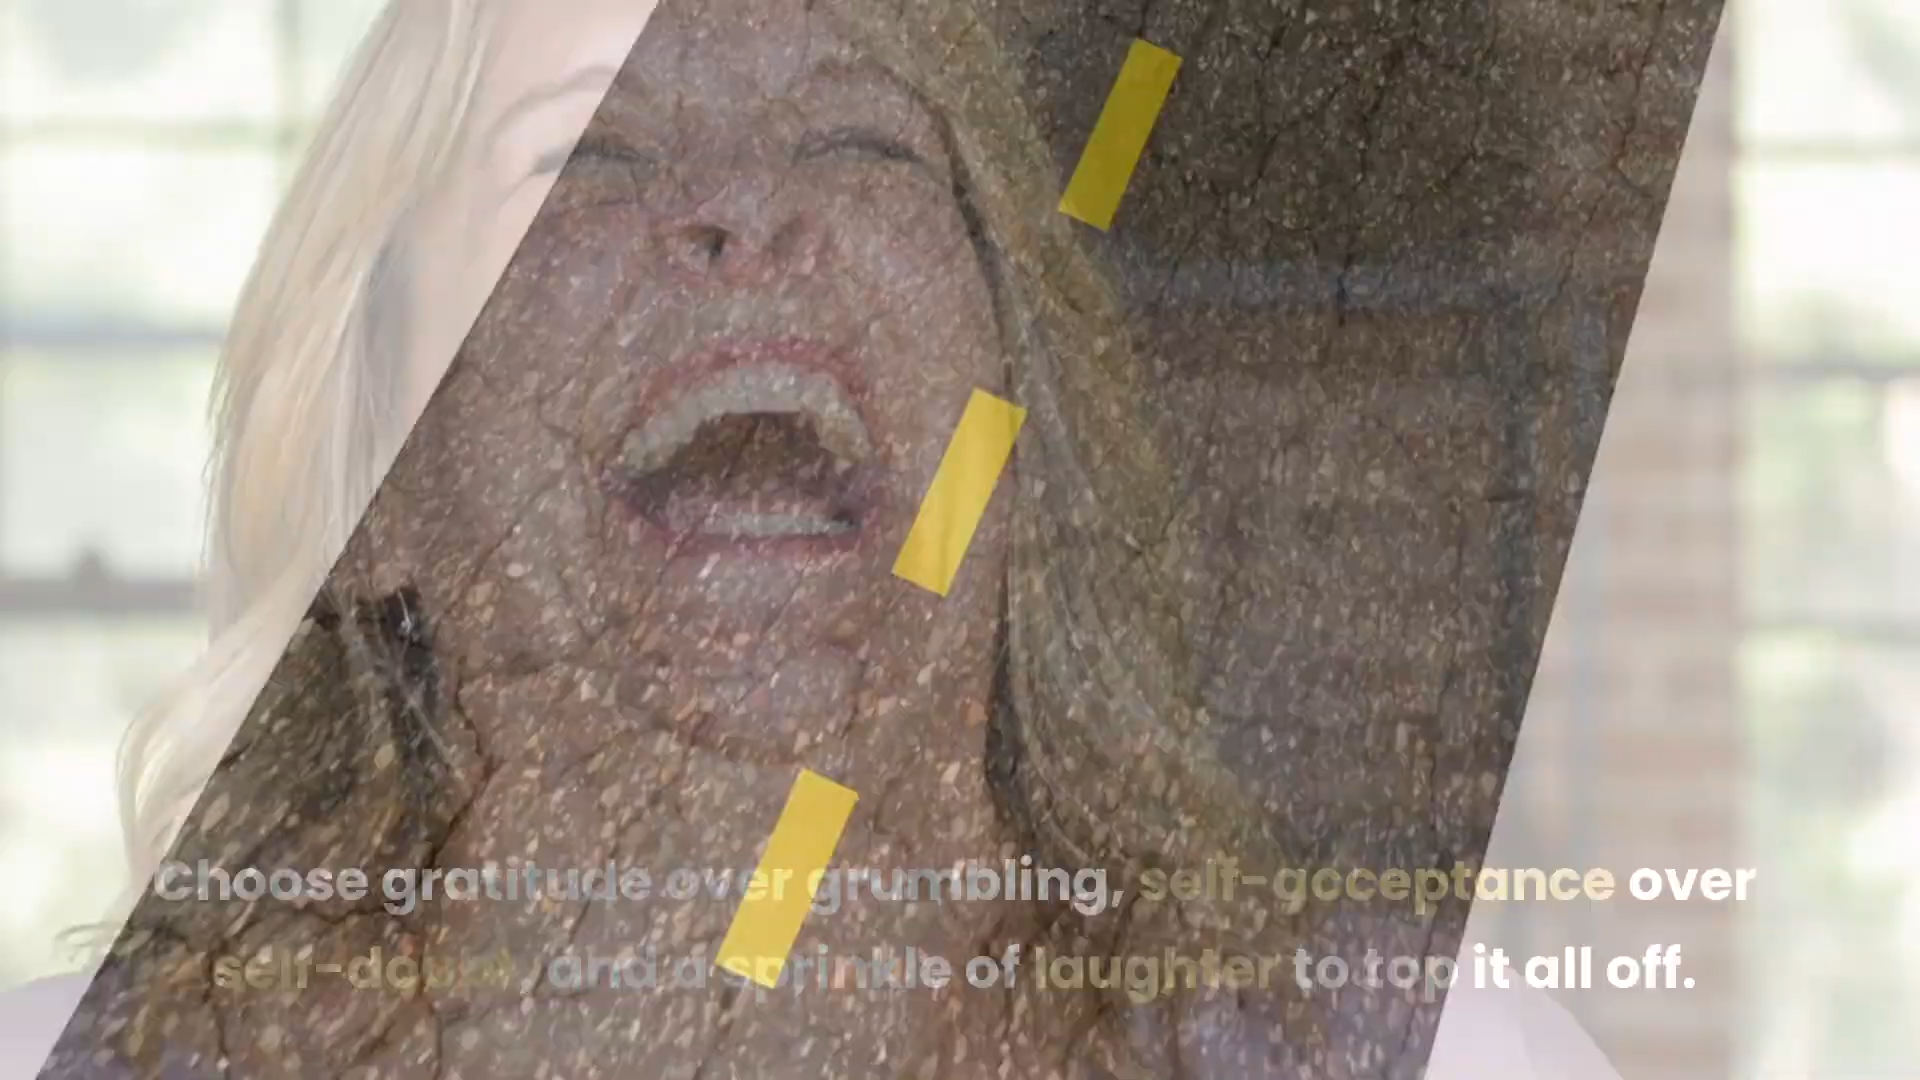 Choose gratitude over grumbling, self-acceptance over
self-doubt, and a sprinkle of laughter to top it all off.